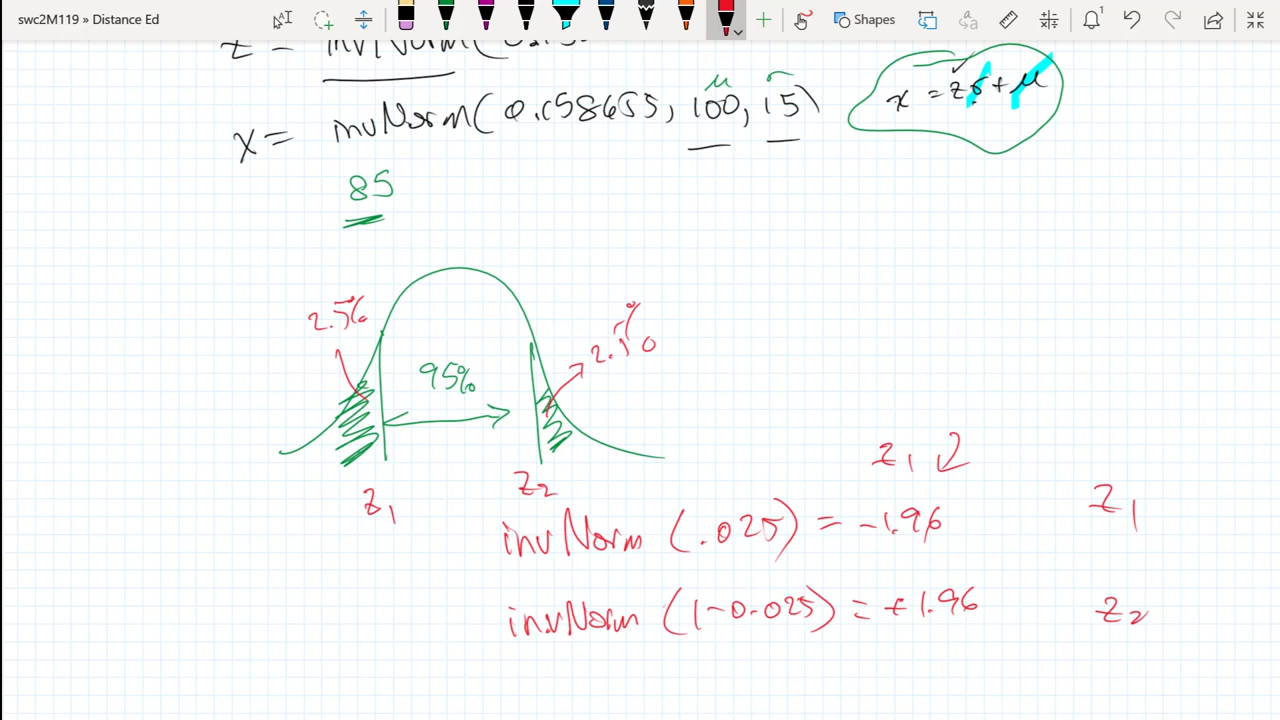 swc2M119 » Distance Ed
Shapes
z = invNorm(
μ σ
x = invNorm(0.158655, 100, 15)
x = zσ + μ
85
2.5%
2.5%
95%
z1
z2
z1
invNorm (.025) = -1.96 z1
invNorm (1-0.025) = +1.96 z2